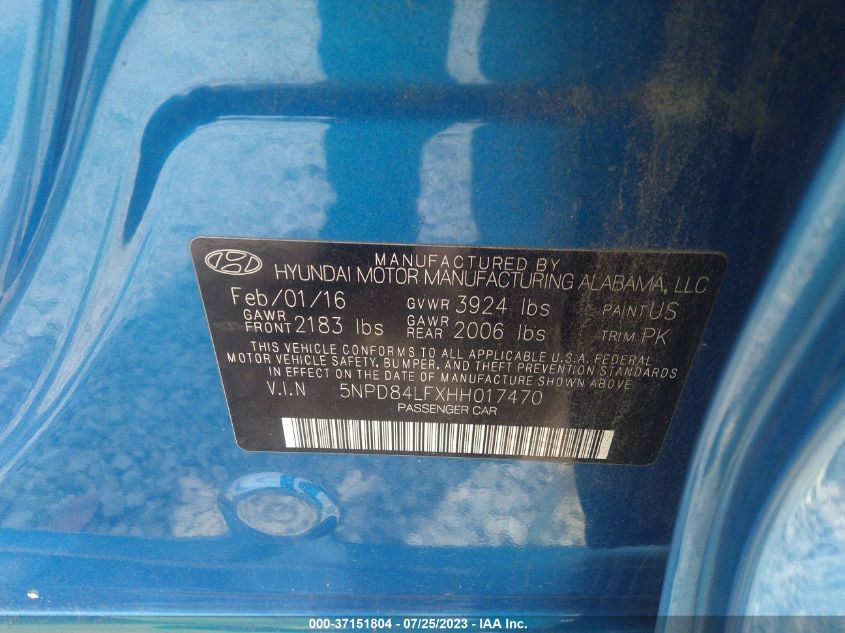 MANUFACTURED BY
HYUNDAI MOTOR MANUFACTURING ALABAMA, LLC
Feb/01/16 GVWR 3924 lbs PAINT US
GAWR FRONT 2183 lbs GAWR REAR 2006 lbs TRIM PK
THIS VEHICLE CONFORMS TO ALL APPLICABLE U.S.A. FEDERAL
MOTOR VEHICLE SAFETY, BUMPER, AND THEFT PREVENTION STANDARDS
IN EFFECT ON THE DATE OF MANUFACTURE SHOWN ABOVE
V.I.N 5NPD84LFXHH017470
PASSENGER CAR
000-37151804 - 07/25/2023 - IAA Inc.